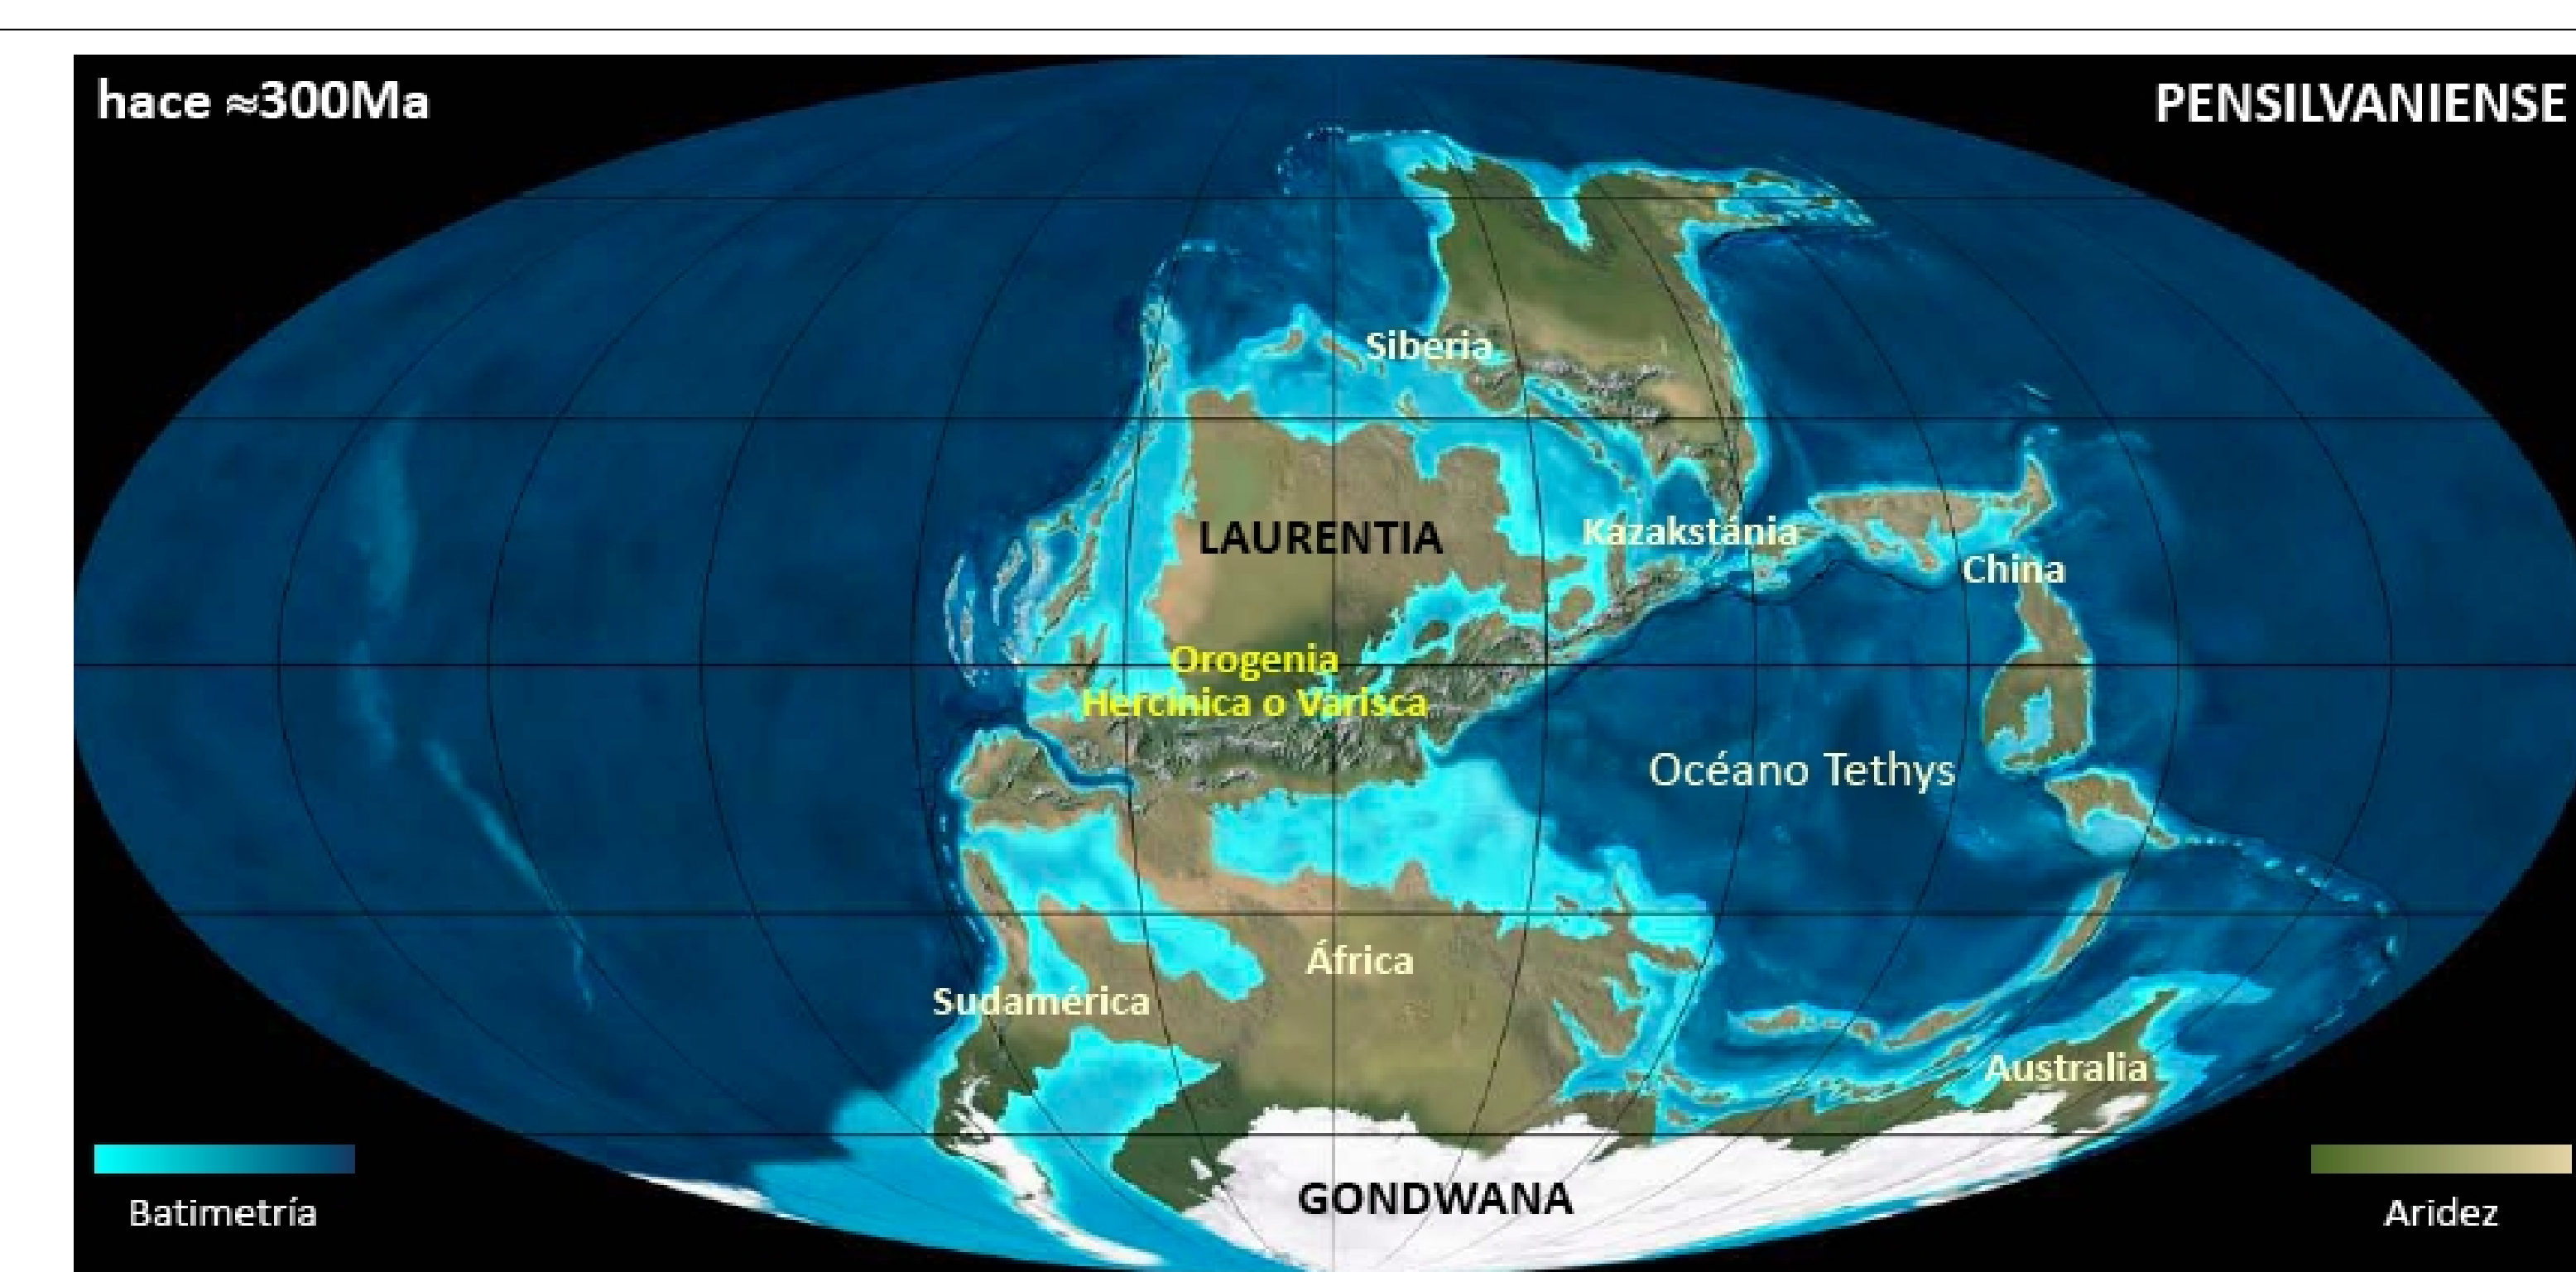 hace ≈300Ma
PENSILVANIENSE
Siberia
LAURENTIA
Kazakstánia
China
Orogenia
Hercínica o Varisca
Océano Tethys
África
Sudamérica
Australia
GONDWANA
Batimetría
Aridez